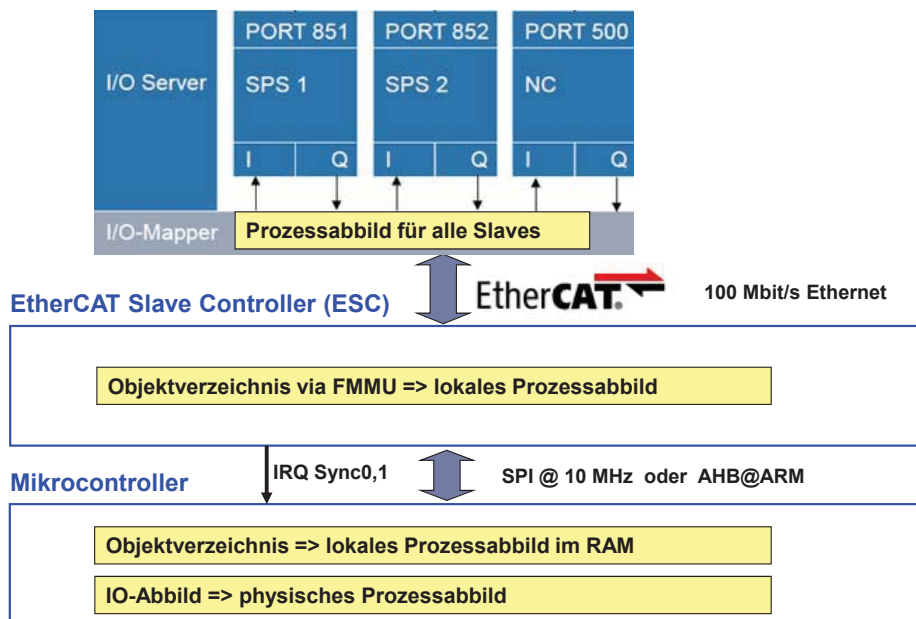 PORT 851 PORT 852 PORT 500
I/O Server SPS 1 SPS 2 NC
I Q I Q I Q
I/O-Mapper Prozessabbild für alle Slaves
EtherCAT® 100 Mbit/s Ethernet
EtherCAT Slave Controller (ESC)
Objektverzeichnis via FMMU => lokales Prozessabbild
IRQ Sync0,1 SPI @ 10 MHz oder AHB@ARM
Mikrocontroller
Objektverzeichnis => lokales Prozessabbild im RAM
IO-Abbild => physisches Prozessabbild